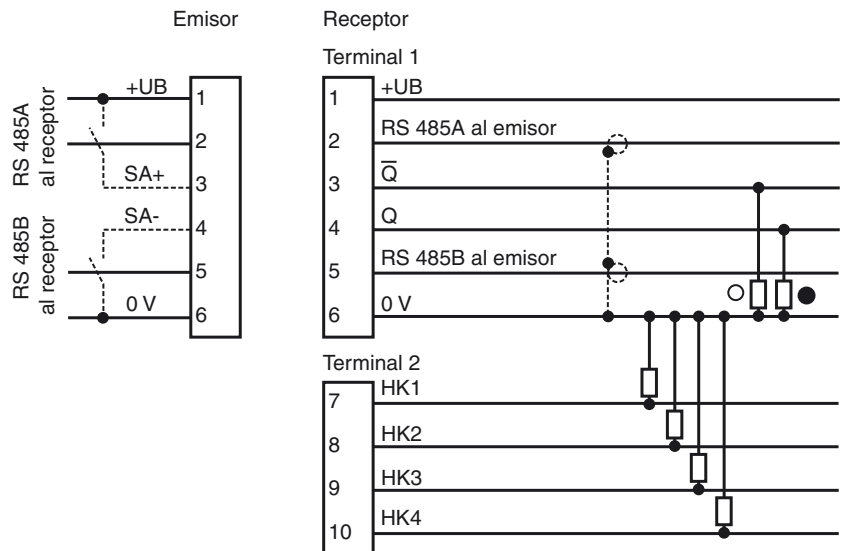 Emisor
RS 485A
al receptor
RS 485B
al receptor
+UB
SA+
SA-
0 V
1
2
3
4
5
6
Receptor
Terminal 1
1 +UB
2 RS 485A al emisor
3 Q̅
4 Q
5 RS 485B al emisor
6 0 V
Terminal 2
7 HK1
8 HK2
9 HK3
10 HK4